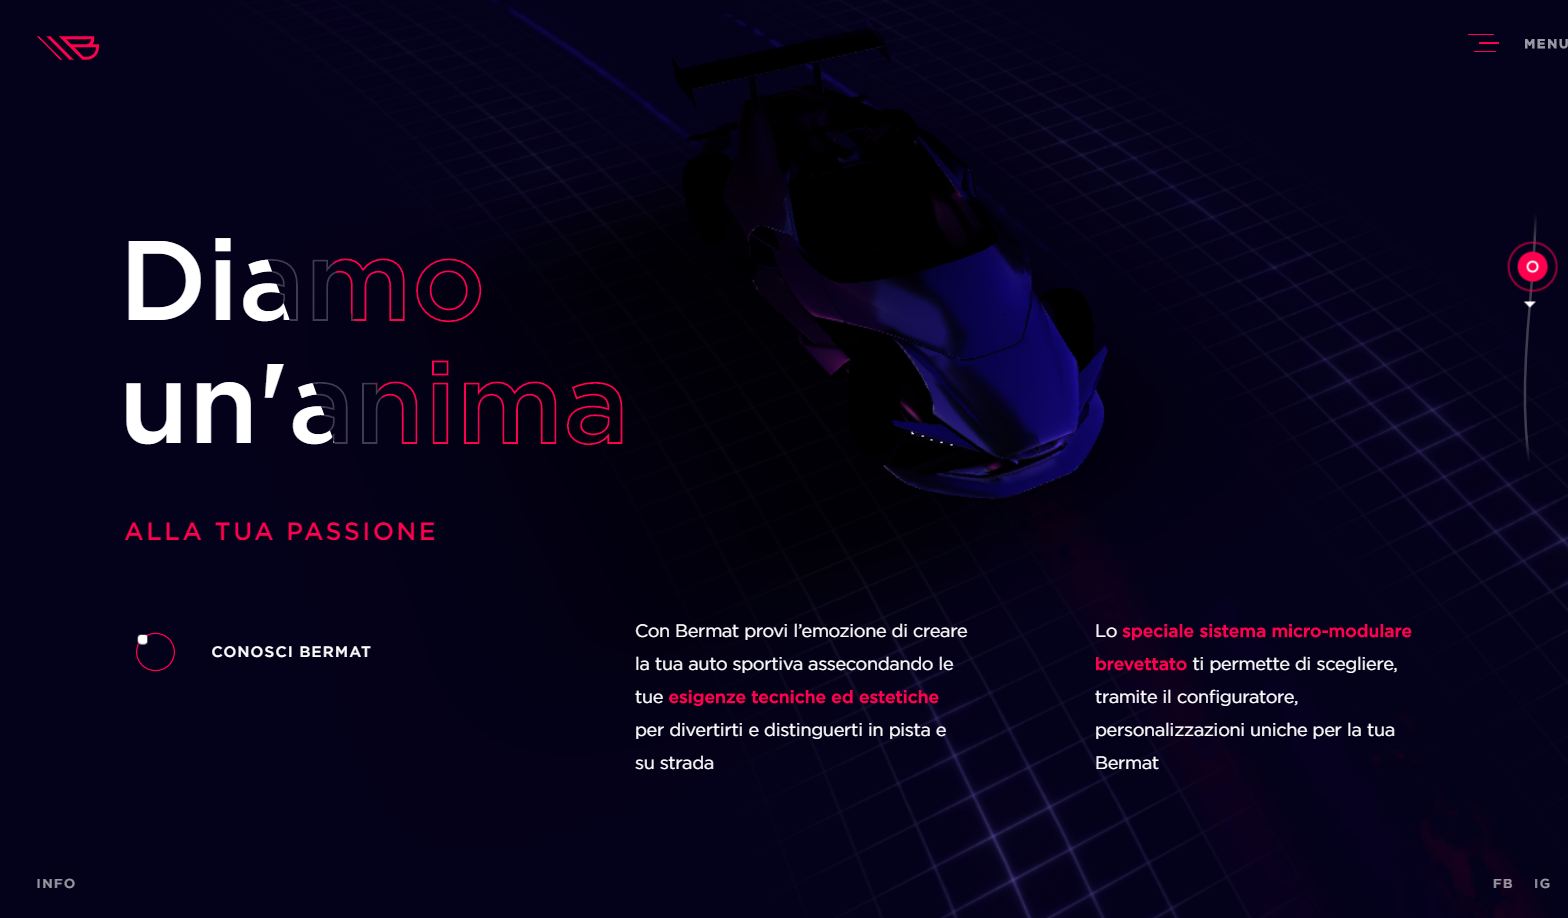 MENU
Diamo
un'anima
ALLA TUA PASSIONE
CONOSCI BERMAT
Con Bermat provi l’emozione di creare
la tua auto sportiva assecondando le
tue esigenze tecniche ed estetiche
per divertirti e distinguerti in pista e
su strada
Lo speciale sistema micro-modulare
brevettato ti permette di scegliere,
tramite il configuratore,
personalizzazioni uniche per la tua
Bermat
INFO
FB IG